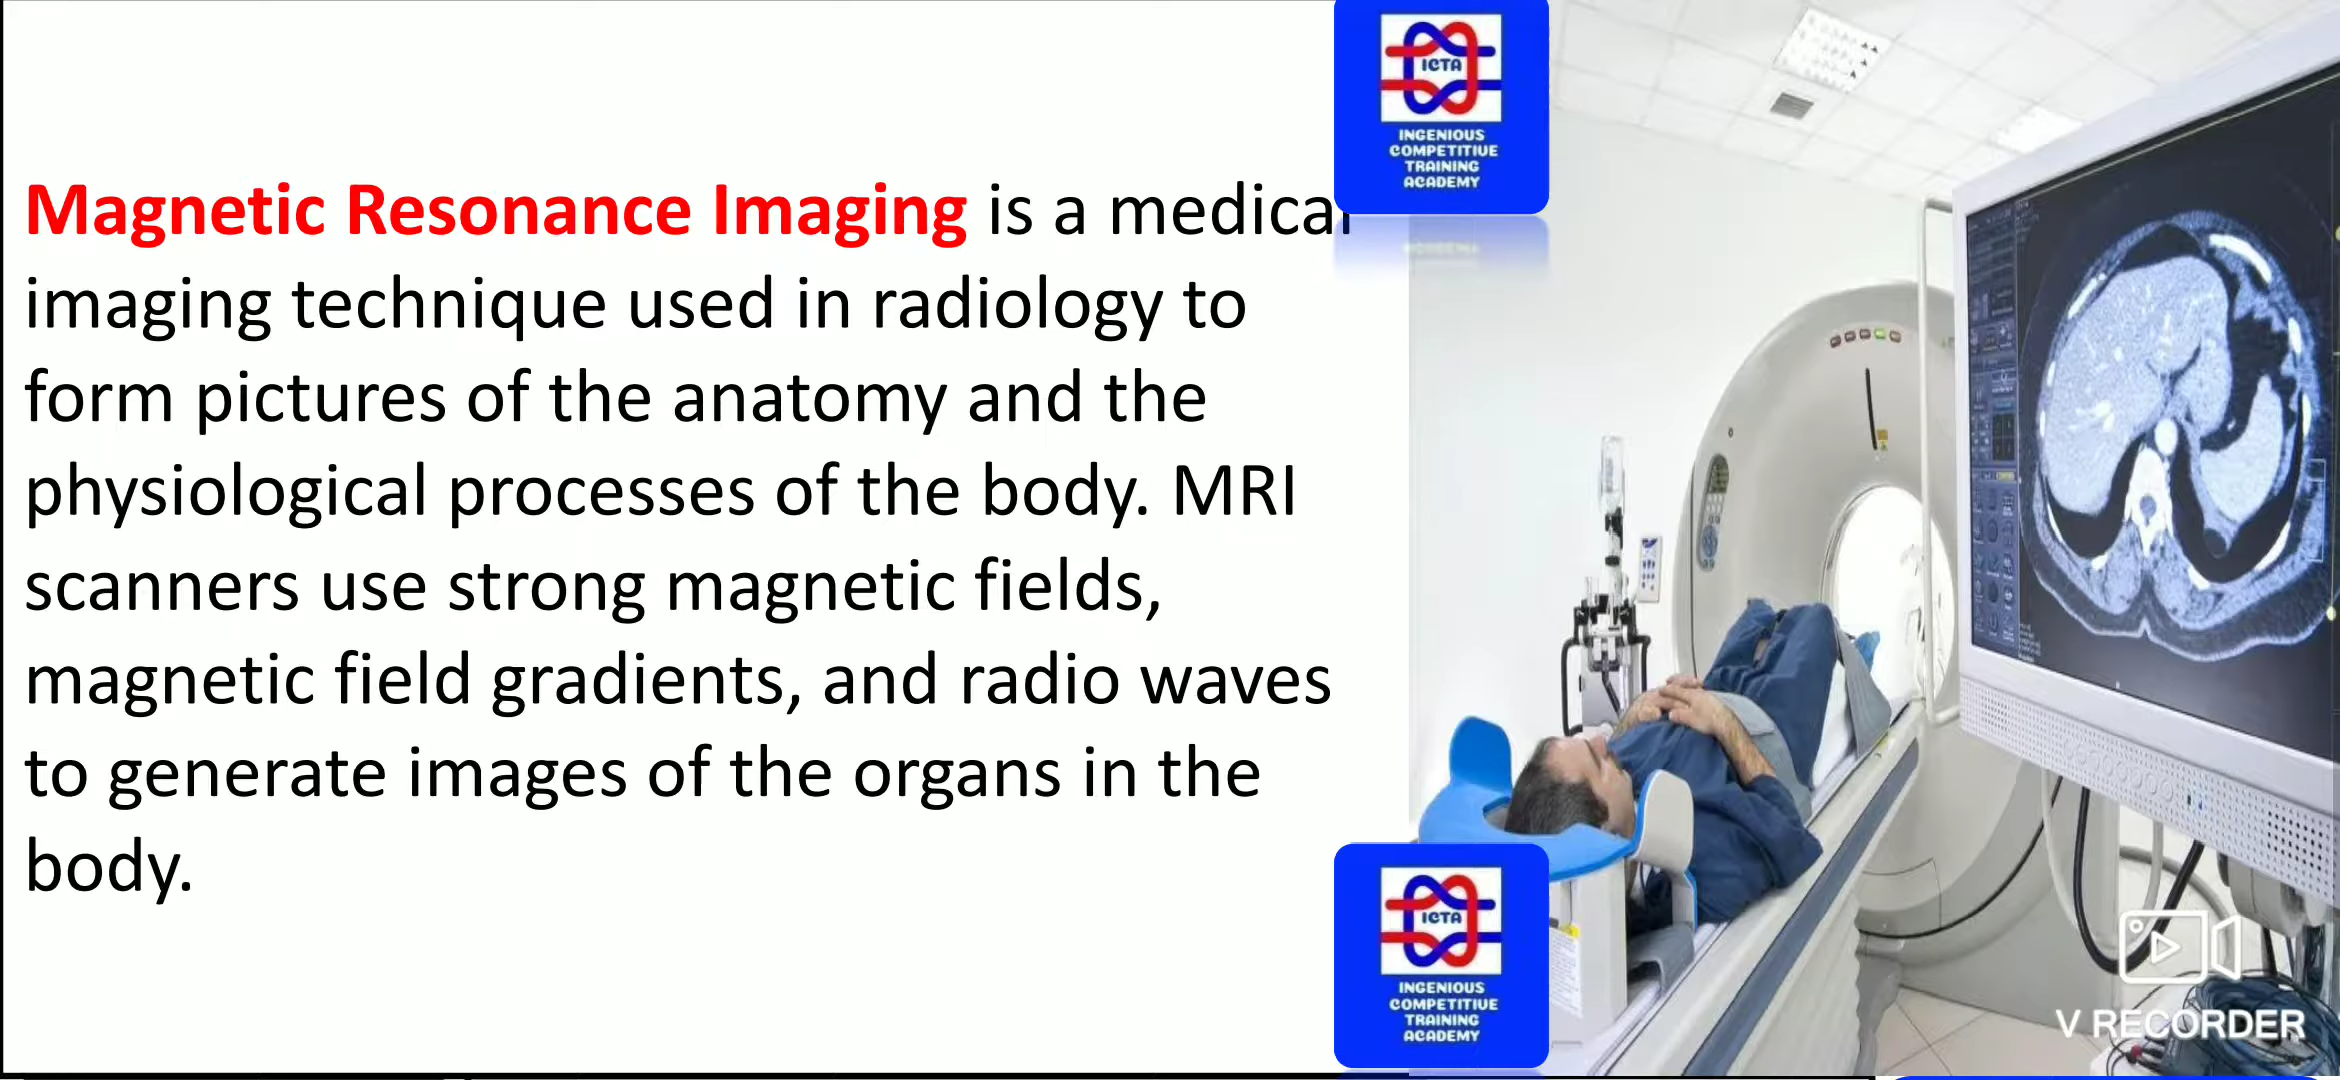 Magnetic Resonance Imaging is a medical
imaging technique used in radiology to
form pictures of the anatomy and the
physiological processes of the body. MRI
scanners use strong magnetic fields,
magnetic field gradients, and radio waves
to generate images of the organs in the
body.
ICTA
INGENIOUS
COMPETITIVE
TRAINING
ACADEMY
ICTA
INGENIOUS
COMPETITIVE
TRAINING
ACADEMY
V RECORDER